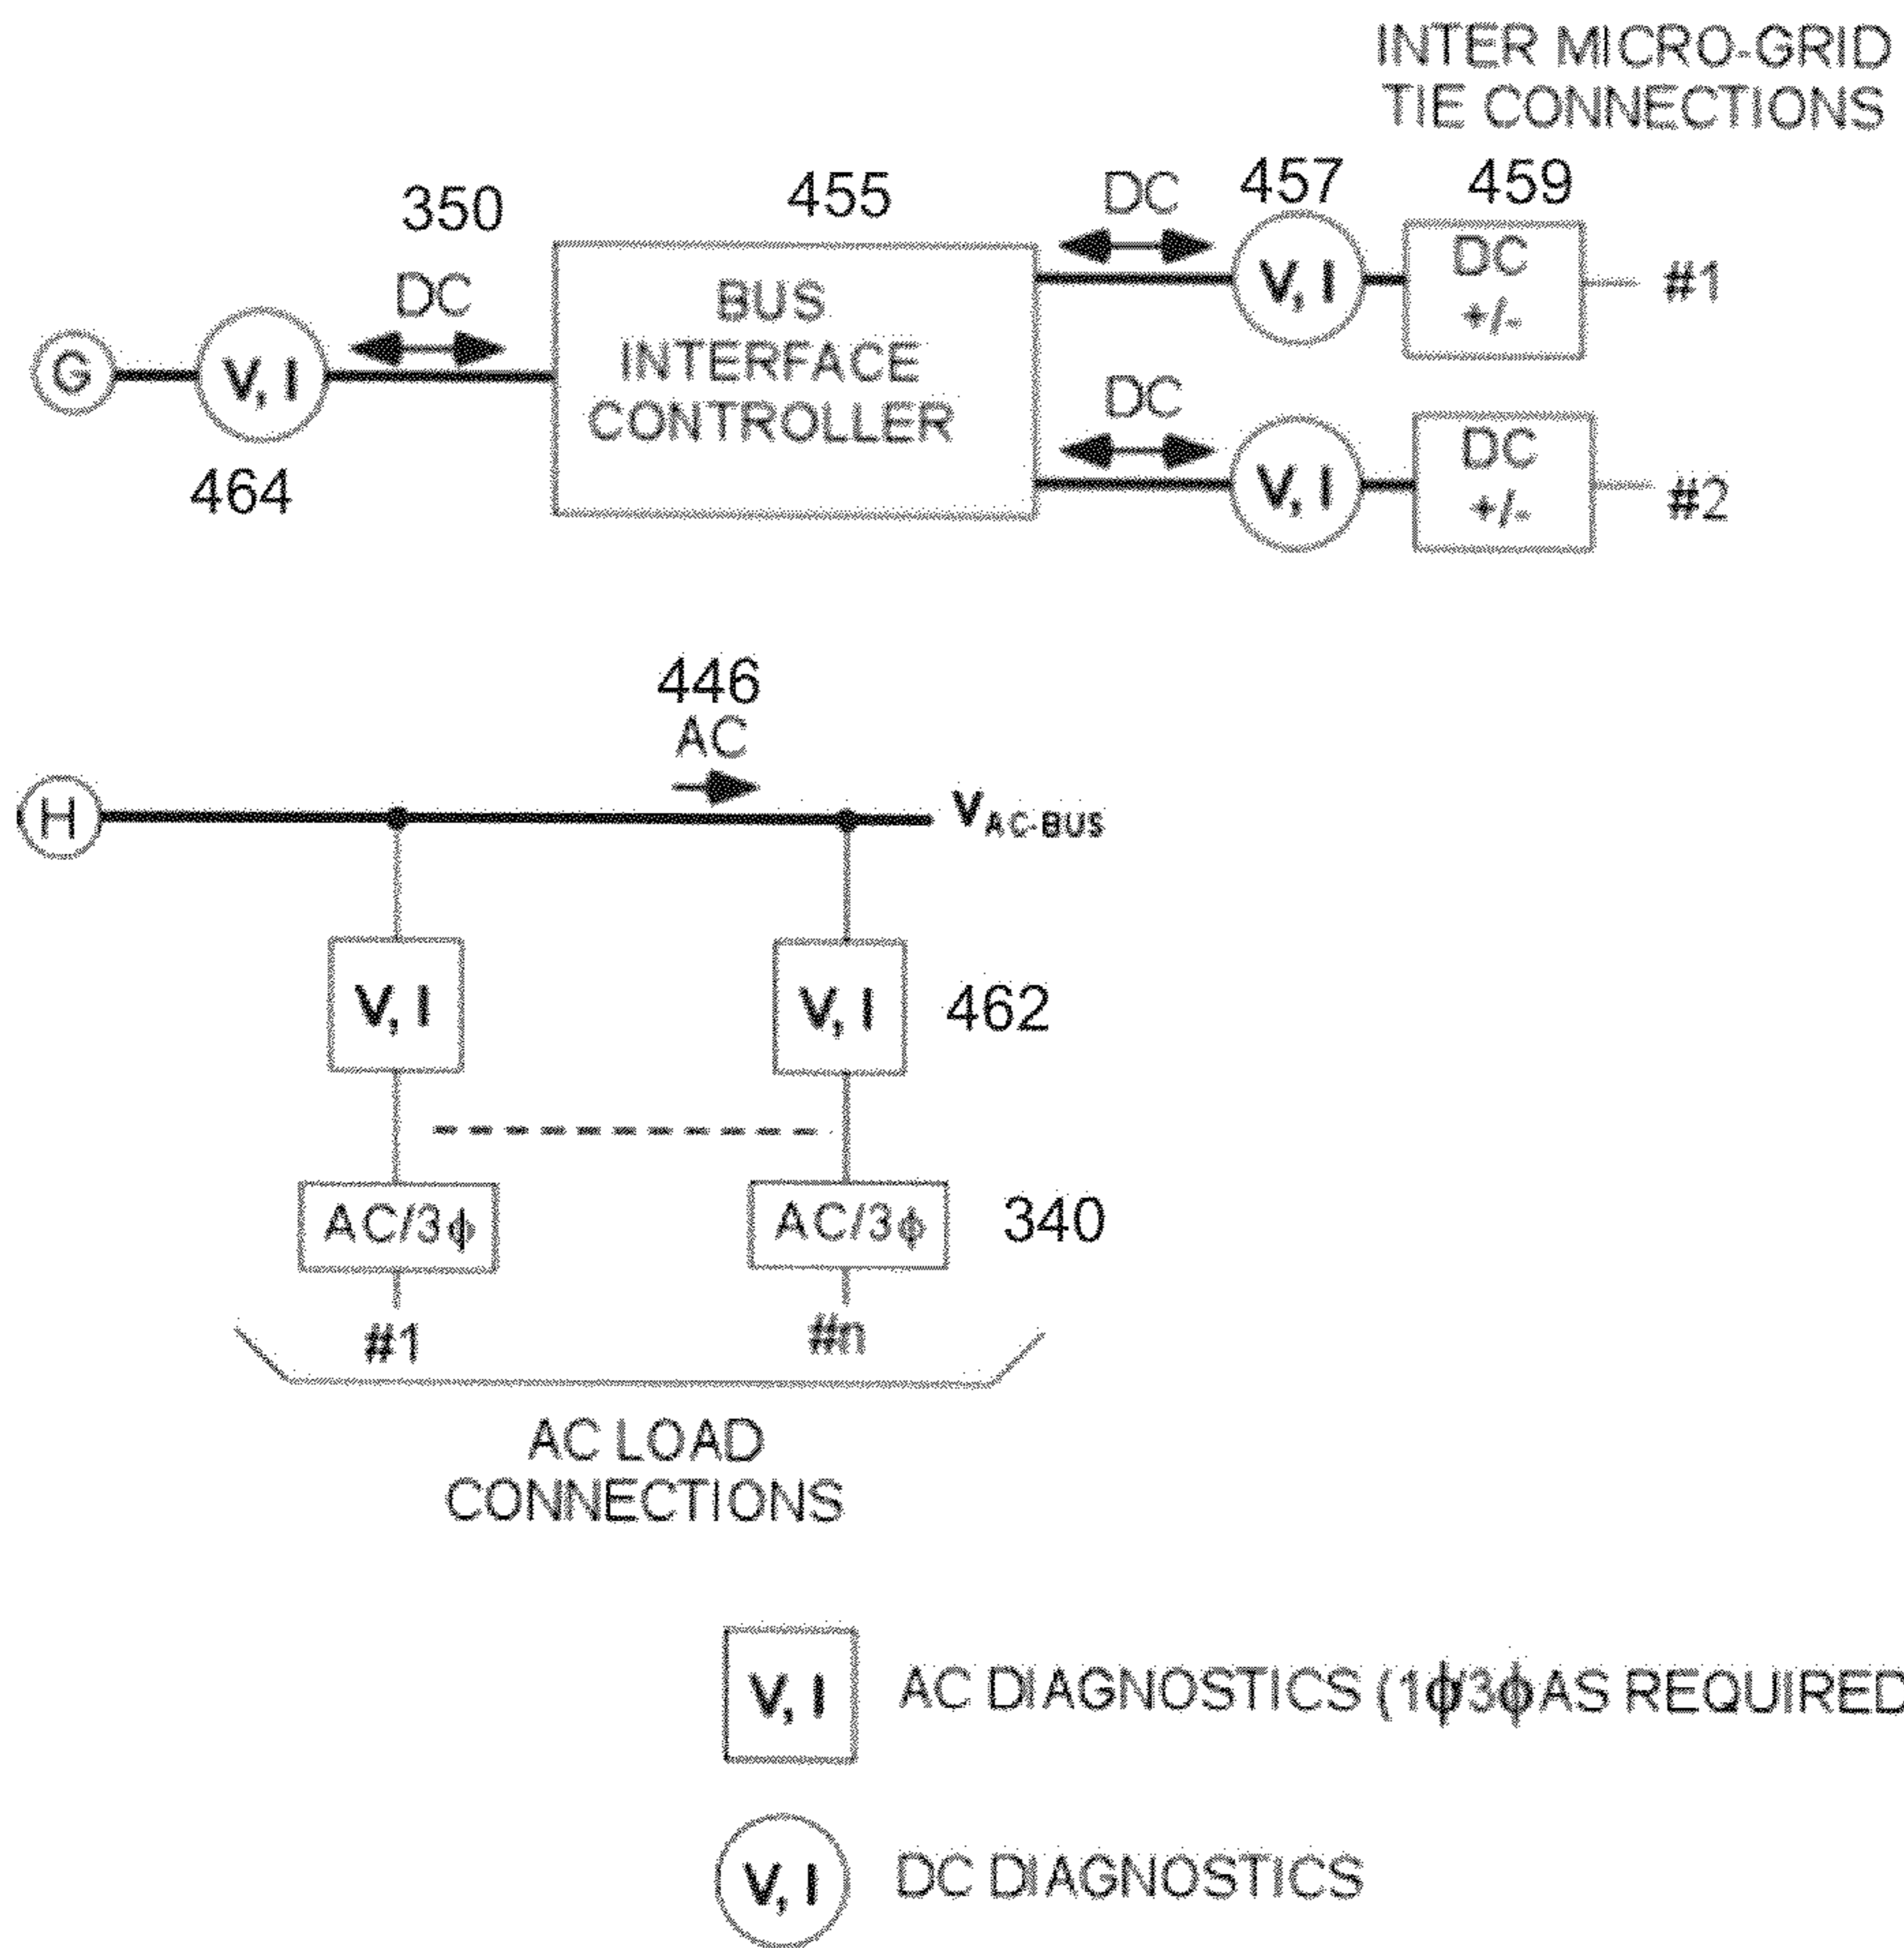 INTER MICRO-GRID
TIE CONNECTIONS
350
455
DC
457
459
DC
BUS
INTERFACE
CONTROLLER
G
V, I
464
V, I
DC
+/-
#1
DC
V, I
DC
+/-
#2
446
AC
H
VAC-BUS
V, I
V, I
462
AC/3ϕ
AC/3ϕ
340
#1
#n
AC LOAD
CONNECTIONS
V, I
AC DIAGNOSTICS (1ϕ/3ϕ AS REQUIRED
V, I
DC DIAGNOSTICS